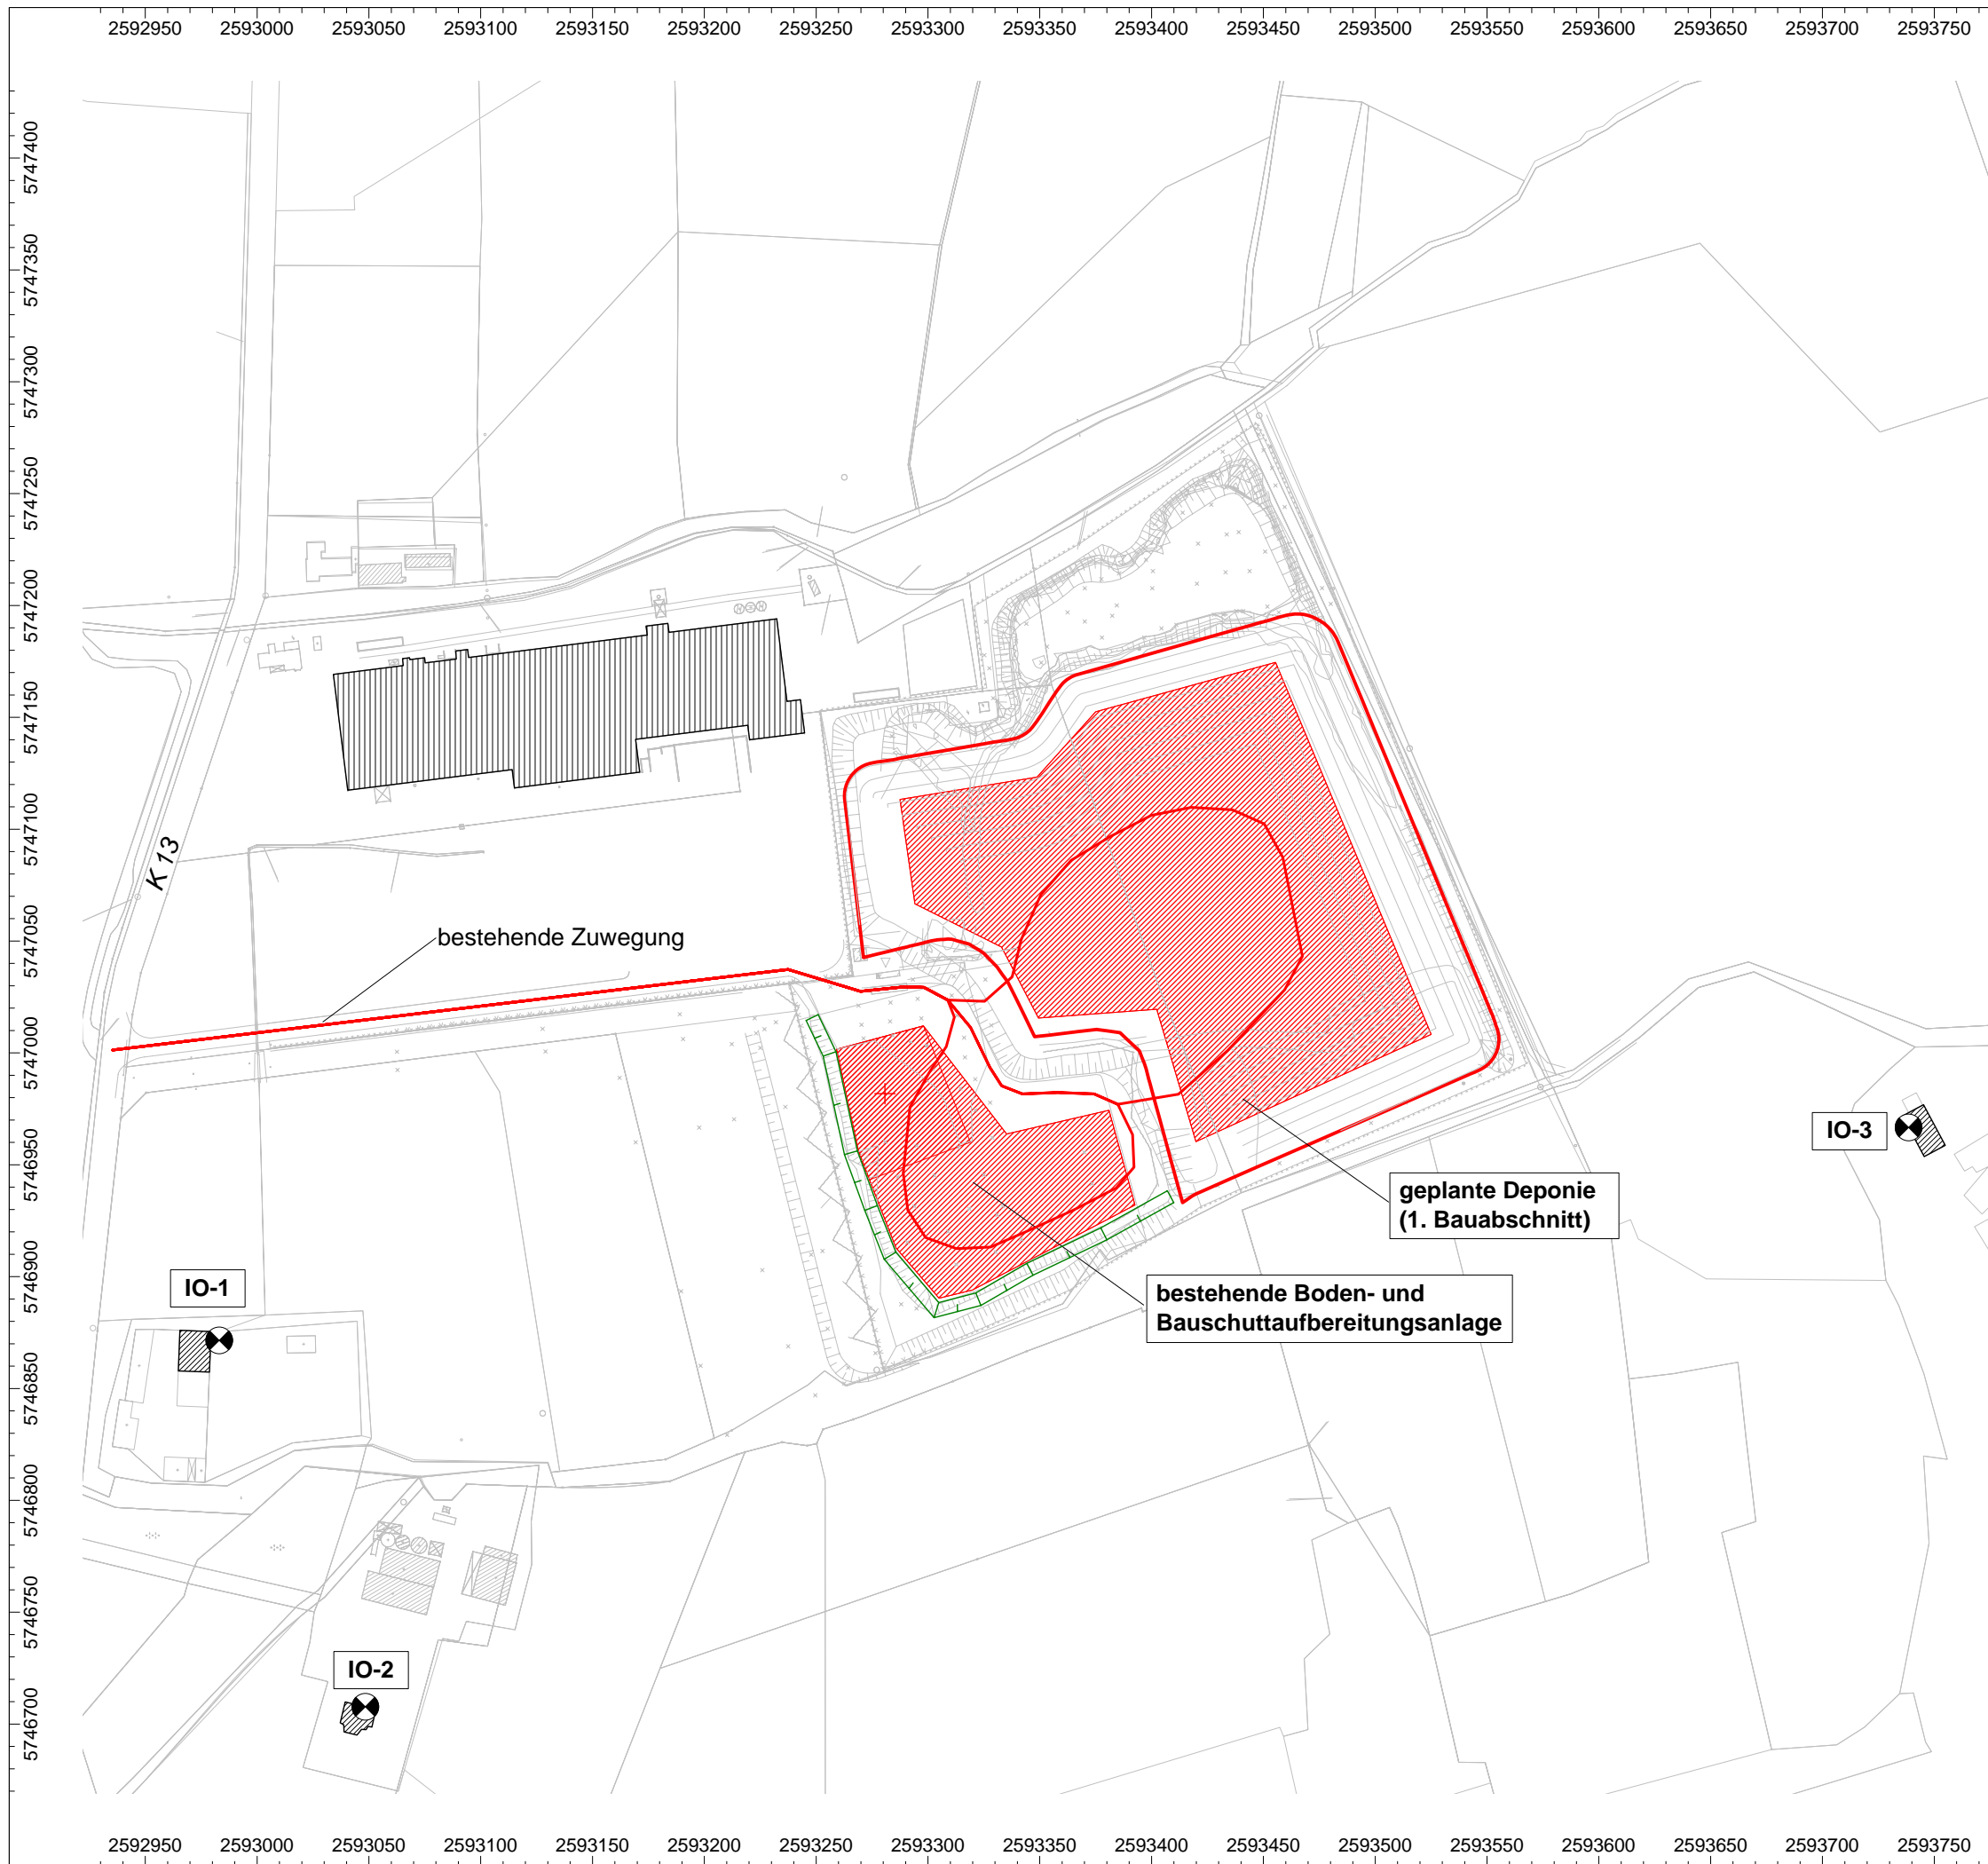 2592950 2593000 2593050 2593100 2593150 2593200 2593250 2593300 2593350 2593400 2593450 2593500 2593550 2593600 2593650 2593700 2593750
5747400
5747350
5747300
5747250
5747200
5747150
5747100
5747050
5747000
5746950
5746900
5746850
5746800
5746750
5746700
K 13
bestehende Zuwegung
IO-3
geplante Deponie
(1. Bauabschnitt)
IO-1
bestehende Boden- und
Bauschuttaufbereitungsanlage
IO-2
2592950 2593000 2593050 2593100 2593150 2593200 2593250 2593300 2593350 2593400 2593450 2593500 2593550 2593600 2593650 2593700 2593750